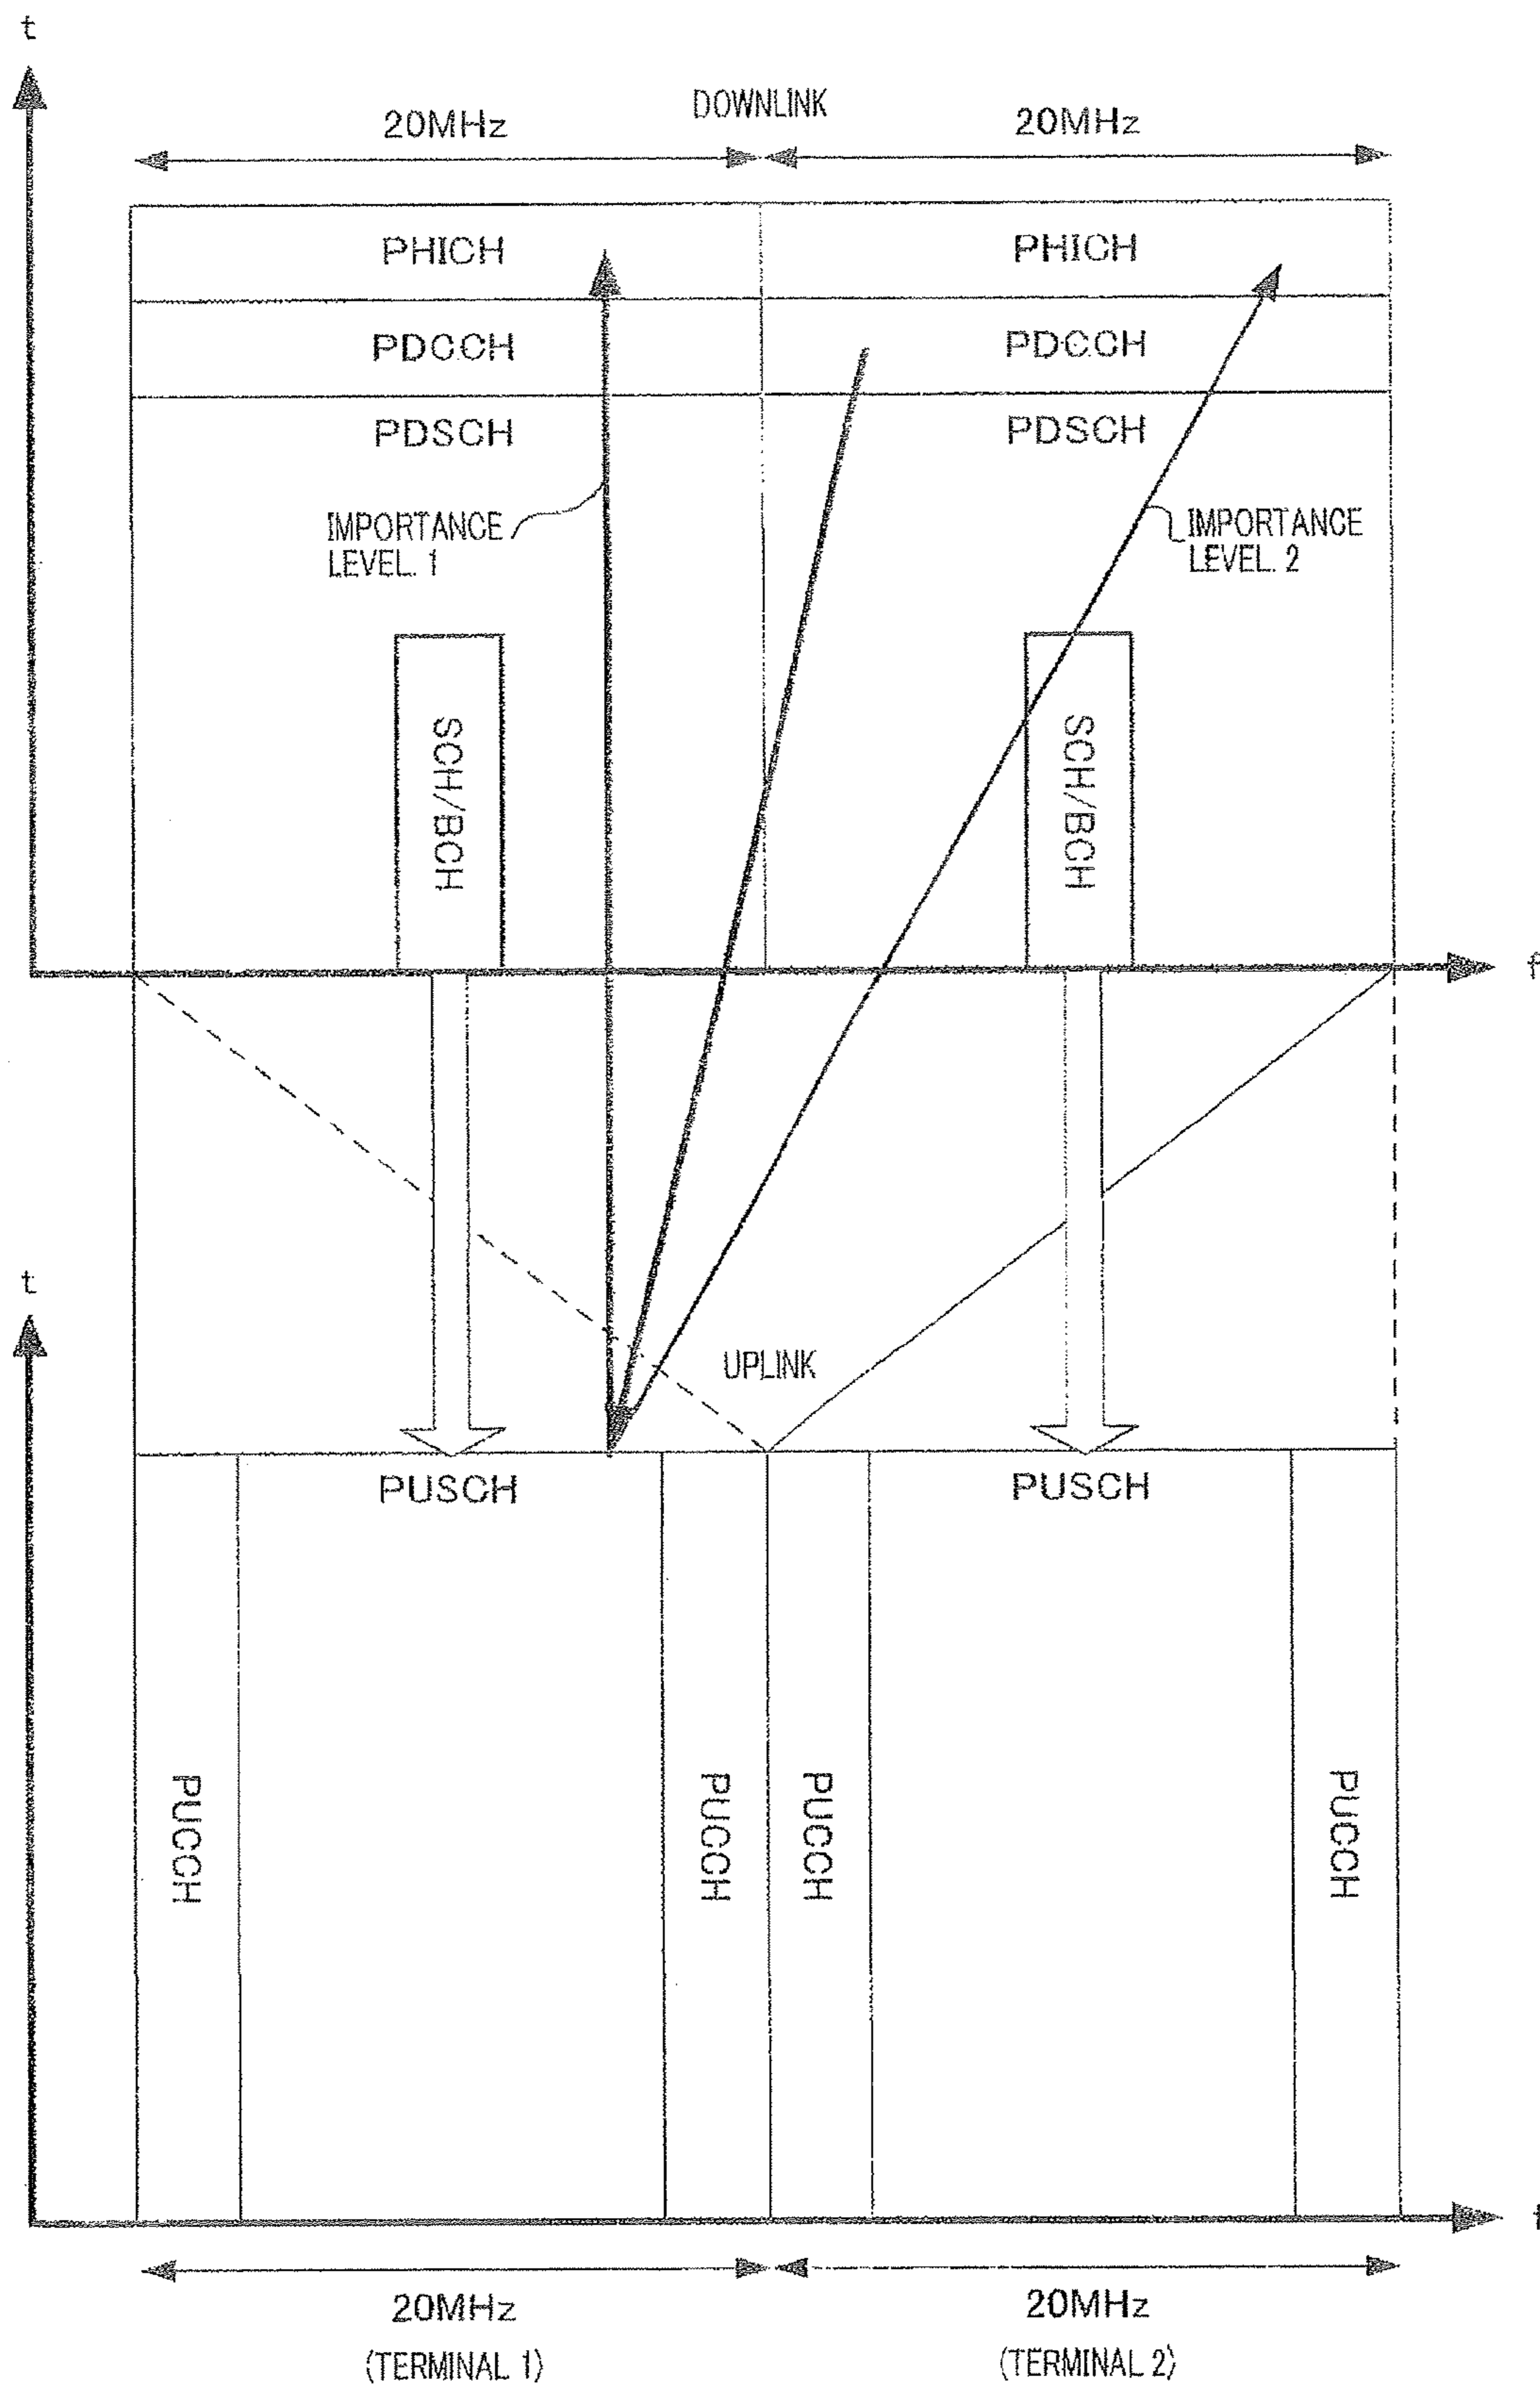 t
DOWNLINK
20MHz
20MHz
PHICH
PHICH
PDCCH
PDCCH
PDSCH
PDSCH
IMPORTANCE
LEVEL. 1
IMPORTANCE
LEVEL. 2
SCH/BCH
SCH/BCH
f
t
UPLINK
PUSCH
PUSCH
PUCCH
PUCCH
PUCCH
PUCCH
f
20MHz
(TERMINAL 1)
20MHz
(TERMINAL 2)